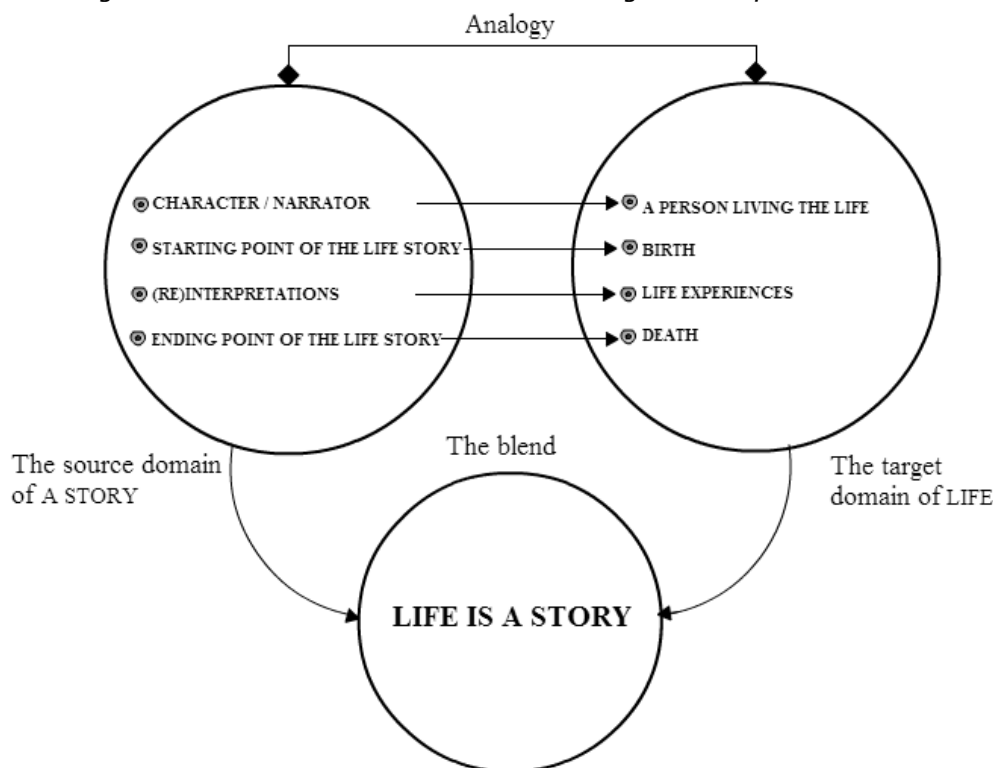 Analogy
CHARACTER / NARRATOR
STARTING POINT OF THE LIFE STORY
(RE)INTERPRETATIONS
ENDING POINT OF THE LIFE STORY
A PERSON LIVING THE LIFE
BIRTH
LIFE EXPERIENCES
DEATH
The source domain
of A STORY
The blend
The target
domain of LIFE
LIFE IS A STORY